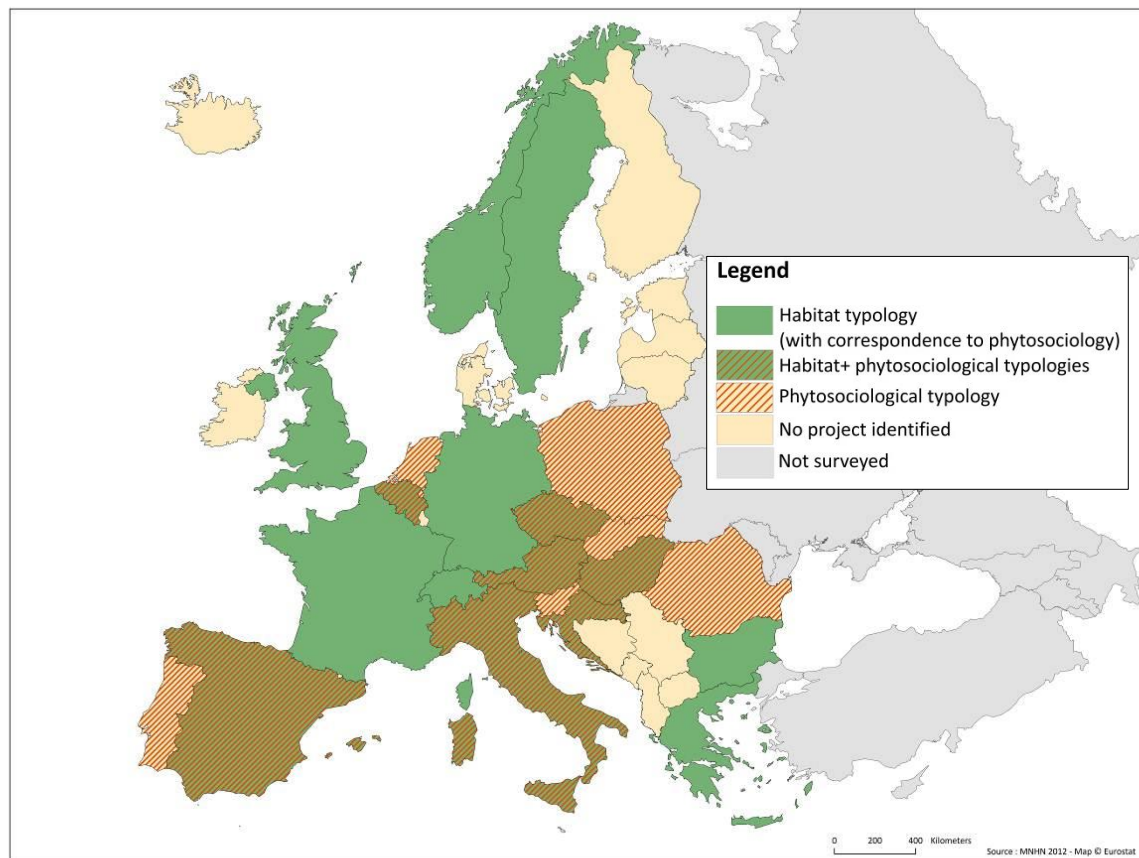 Legend
Habitat typology
(with correspondence to phytosociology)
Habitat+ phytosociological typologies
Phytosociological typology
No project identified
Not surveyed
0 200 400 Kilometers
Source : MNHN 2012 - Map © Eurostat